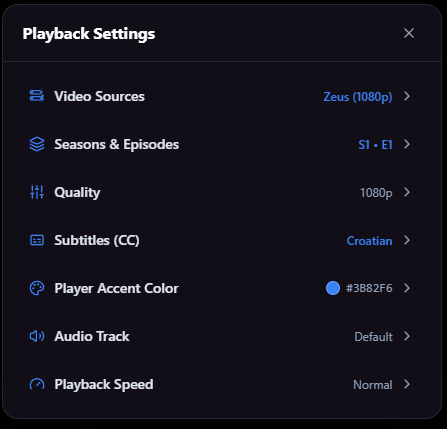 Playback Settings
Video Sources Zeus (1080p)
Seasons & Episodes S1 • E1
Quality 1080p
Subtitles (CC) Croatian
Player Accent Color #3B82F6
Audio Track Default
Playback Speed Normal